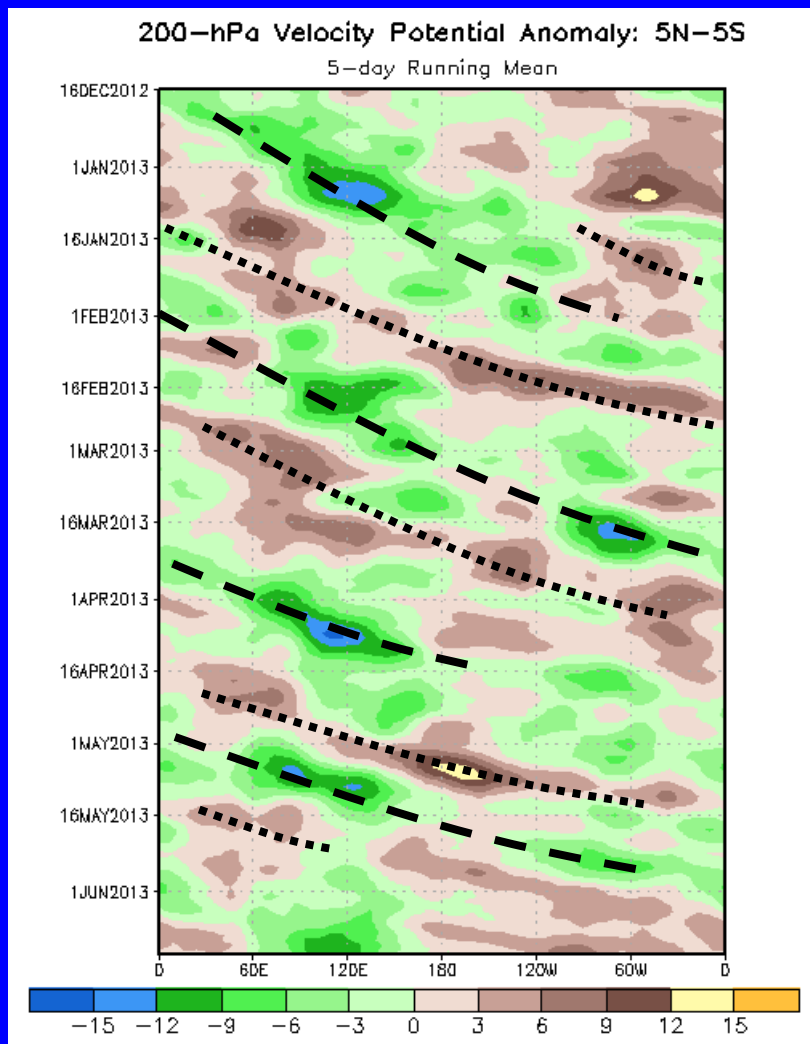 200-hPa Velocity Potential Anomaly: 5N-5S
5-day Running Mean
16DEC2012
1JAN2013
16JAN2013
1FEB2013
16FEB2013
1MAR2013
16MAR2013
1APR2013
16APR2013
1MAY2013
16MAY2013
1JUN2013
0 60E 120E 180 120W 60W 0
-15 -12 -9 -6 -3 0 3 6 9 12 15